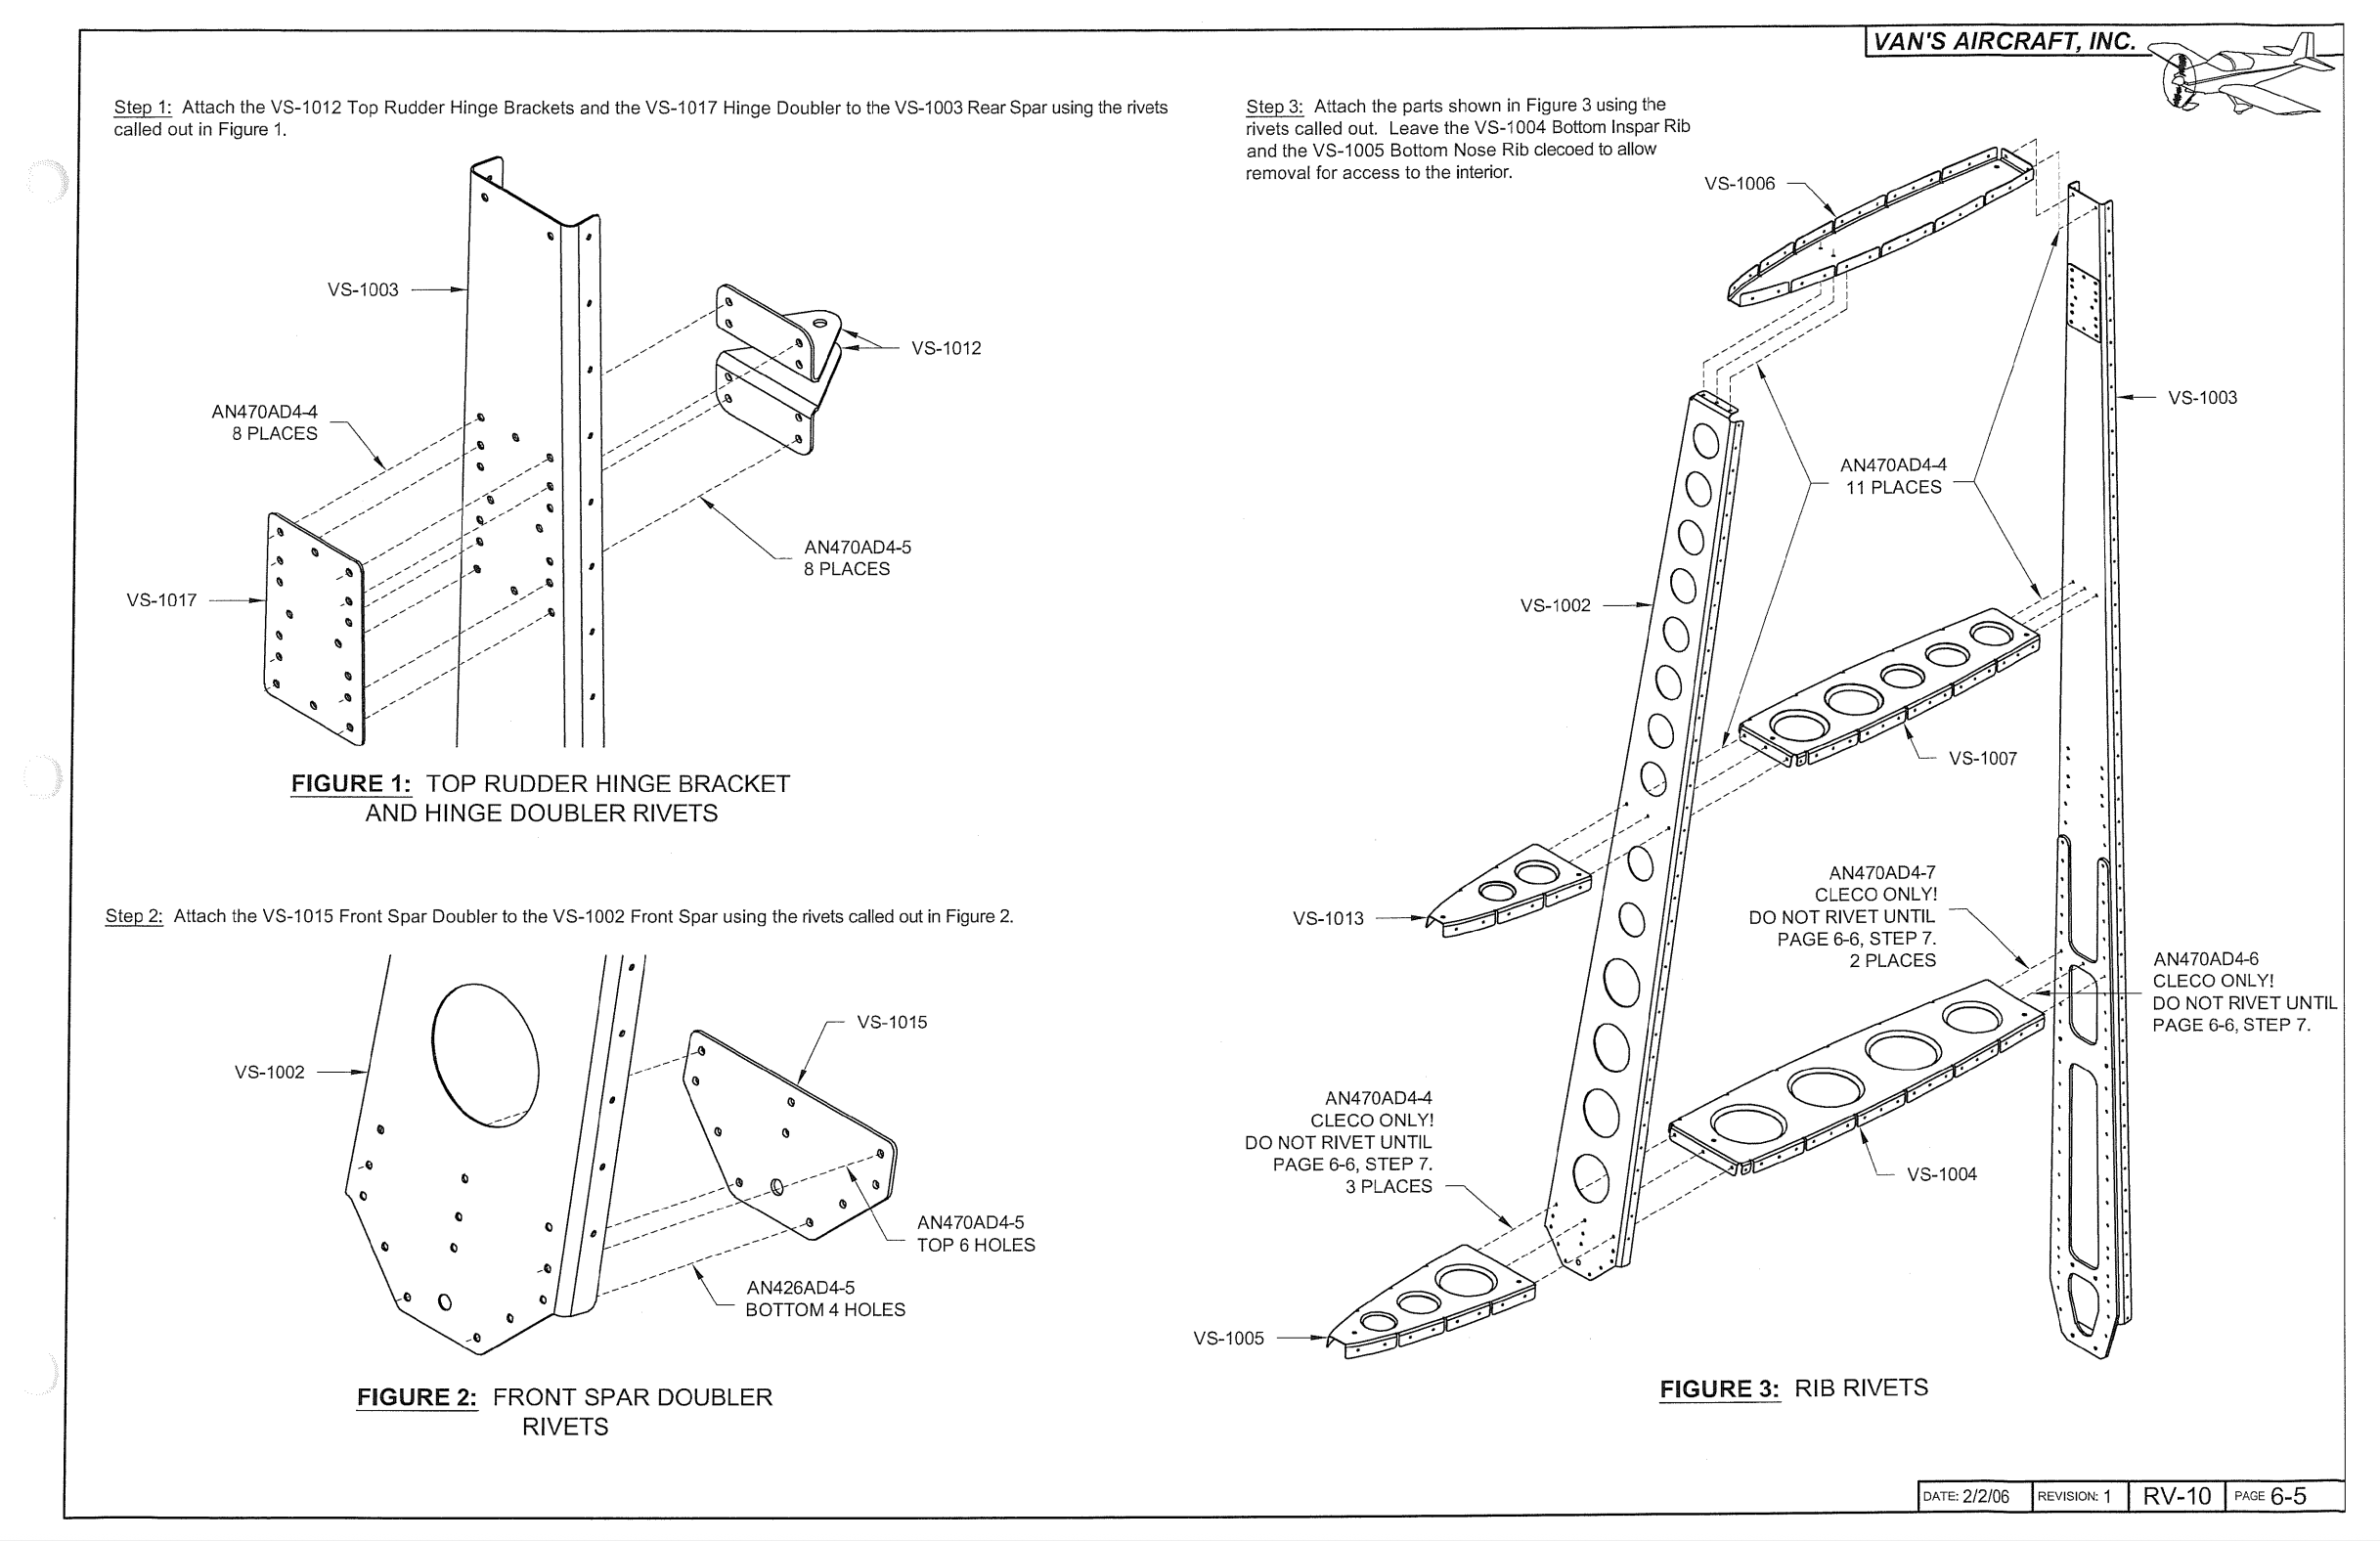 VAN'S AIRCRAFT, INC.
Step 1: Attach the VS-1012 Top Rudder Hinge Brackets and the VS-1017 Hinge Doubler to the VS-1003 Rear Spar using the rivets
called out in Figure 1.
VS-1003
VS-1012
AN470AD4-4
8 PLACES
AN470AD4-5
8 PLACES
VS-1017
FIGURE 1: TOP RUDDER HINGE BRACKET
AND HINGE DOUBLER RIVETS
Step 2: Attach the VS-1015 Front Spar Doubler to the VS-1002 Front Spar using the rivets called out in Figure 2.
VS-1015
VS-1002
AN470AD4-5
TOP 6 HOLES
AN426AD4-5
BOTTOM 4 HOLES
FIGURE 2: FRONT SPAR DOUBLER
RIVETS
Step 3: Attach the parts shown in Figure 3 using the
rivets called out. Leave the VS-1004 Bottom Inspar Rib
and the VS-1005 Bottom Nose Rib clecoed to allow
removal for access to the interior.
VS-1006
VS-1003
AN470AD4-4
11 PLACES
VS-1002
VS-1007
VS-1013
AN470AD4-7
CLECO ONLY!
DO NOT RIVET UNTIL
PAGE 6-6, STEP 7.
2 PLACES
AN470AD4-6
CLECO ONLY!
DO NOT RIVET UNTIL
PAGE 6-6, STEP 7.
AN470AD4-4
CLECO ONLY!
DO NOT RIVET UNTIL
PAGE 6-6, STEP 7.
3 PLACES
VS-1004
VS-1005
FIGURE 3: RIB RIVETS
DATE: 2/2/06 REVISION: 1 RV-10 PAGE 6-5